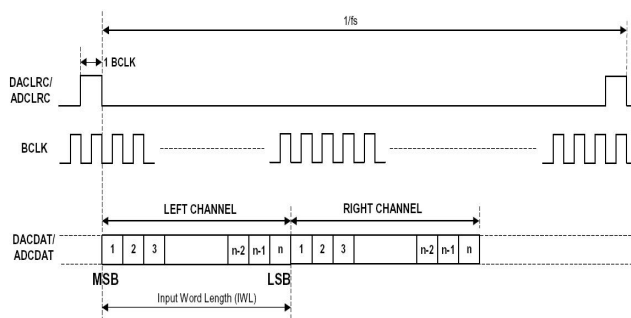 1/fs
1 BCLK
DACLRC/
ADCLRC
BCLK
LEFT CHANNEL
RIGHT CHANNEL
DACDAT/
ADCDAT
1 2 3 n-2 n-1 n 1 2 3 n-2 n-1 n
MSB
LSB
Input Word Length (IWL)